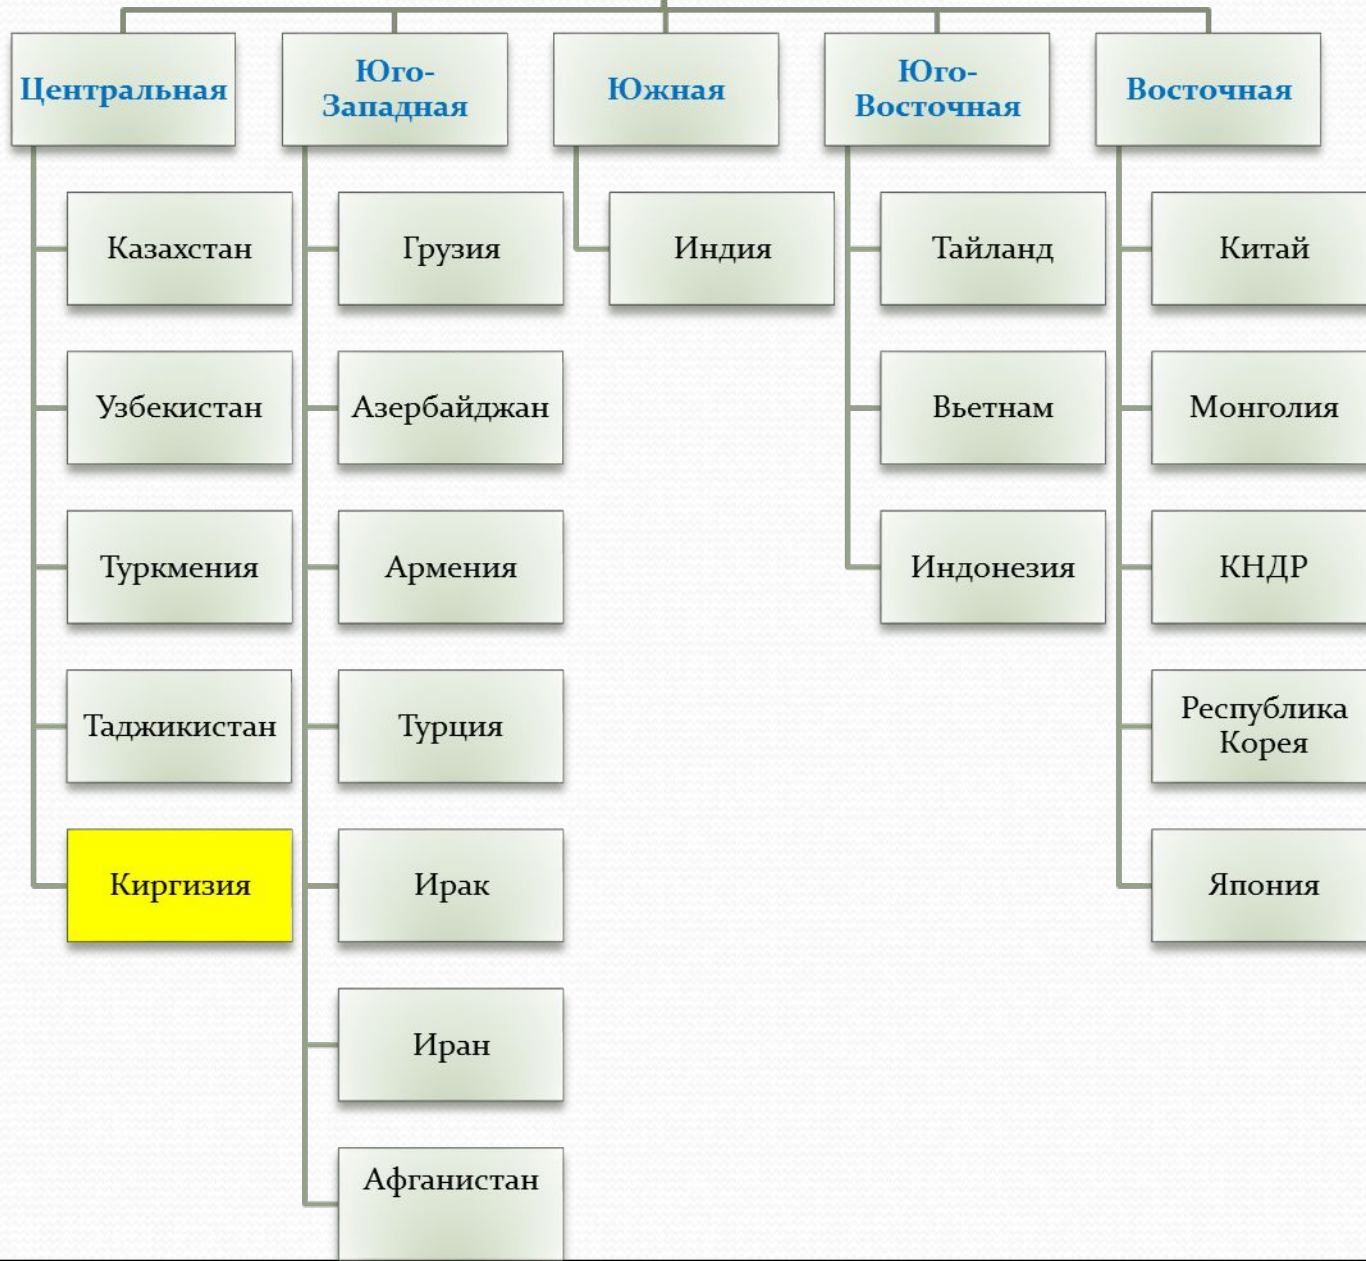 Центральная
Казахстан
Узбекистан
Туркмения
Таджикистан
Киргизия
Юго-
Западная
Грузия
Азербайджан
Армения
Турция
Ирак
Иран
Афганистан
Южная
Индия
Юго-
Восточная
Тайланд
Вьетнам
Индонезия
Восточная
Китай
Монголия
КНДР
Республика
Корея
Япония